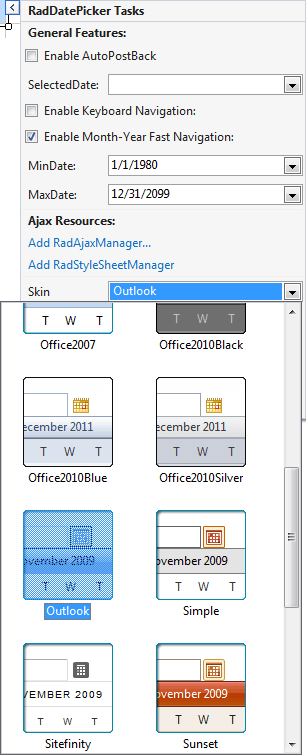 RadDatePicker Tasks
General Features:
Enable AutoPostBack
SelectedDate:
Enable Keyboard Navigation:
Enable Month-Year Fast Navigation:
MinDate: 1/1/1980
MaxDate: 12/31/2099
Ajax Resources:
Add RadAjaxManager...
Add RadStyleSheetManager
Skin Outlook
T W T T W T
Office2007 Office2010Black
ecember 2011 ecember 2011
T W T T W T
Office2010Blue Office2010Silver
ovember 2009 ovember 2009
T W T T W T
Outlook Simple
VEMBER 2009 ovember 2009
T W T T W T
Sitefinity Sunset